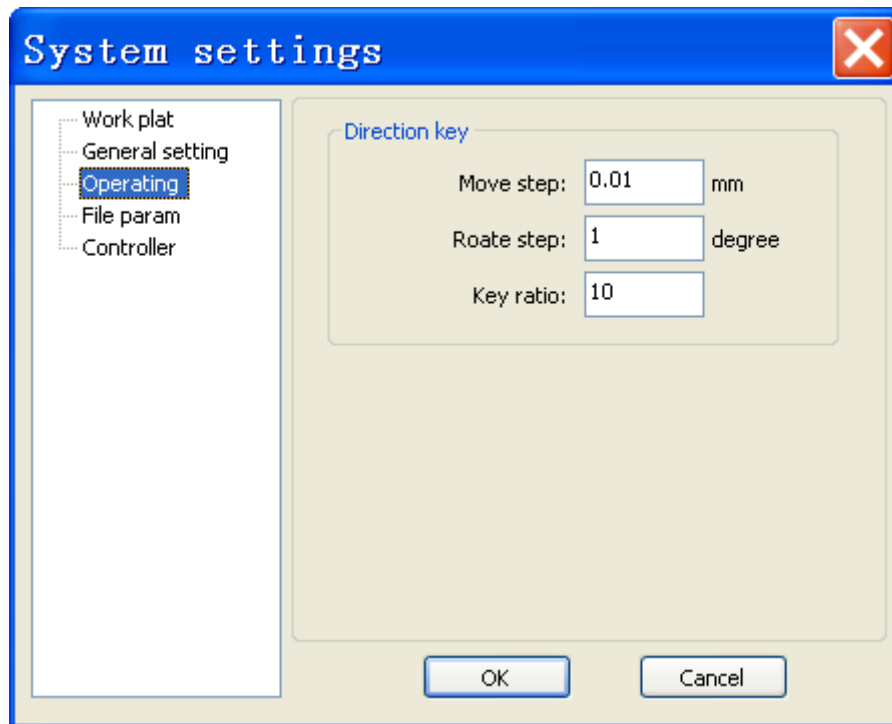 System settings
Work plat
General setting
Operating
File param
Controller
Direction key
Move step: 0.01 mm
Roate step: 1 degree
Key ratio: 10
OK Cancel